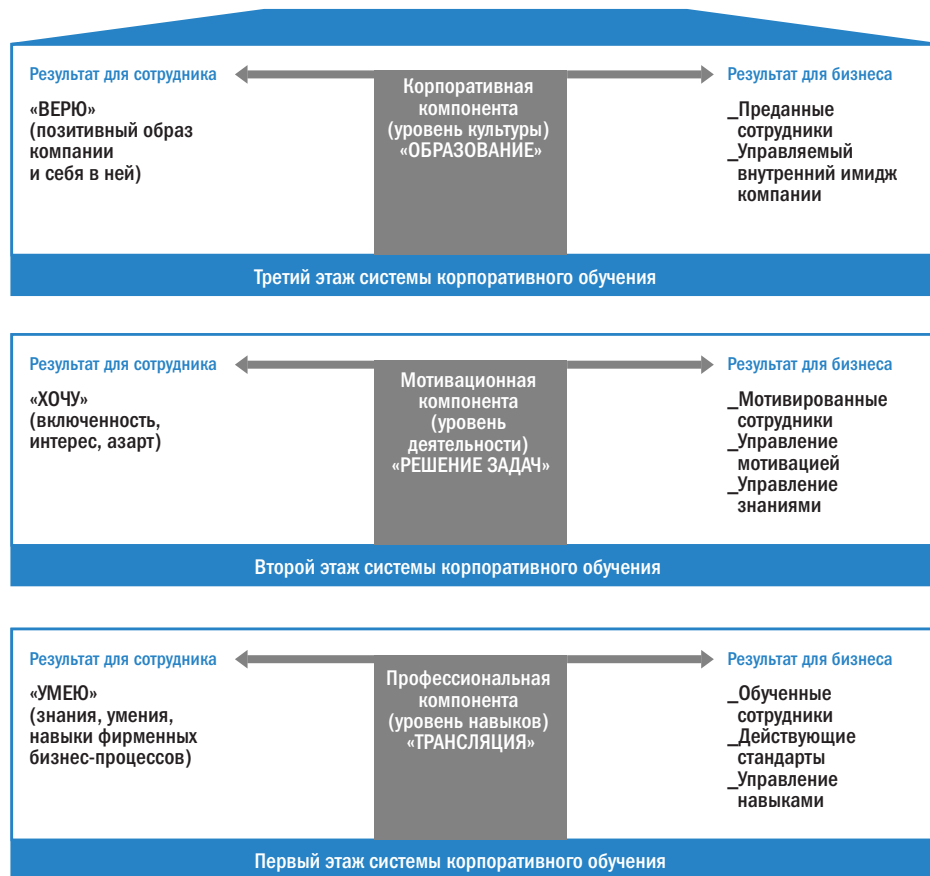 Результат для сотрудника
«ВЕРЮ»
(позитивный образ
компании
и себя в ней)
Корпоративная
компонента
(уровень культуры)
«ОБРАЗОВАНИЕ»
Результат для бизнеса
_Преданные
сотрудники
_Управляемый
внутренний имидж
компании
Третий этаж системы корпоративного обучения
Результат для сотрудника
«ХОЧУ»
(включенность,
интерес, азарт)
Мотивационная
компонента
(уровень
деятельности)
«РЕШЕНИЕ ЗАДАЧ»
Результат для бизнеса
_Мотивированные
сотрудники
_Управление
мотивацией
_Управление
знаниями
Второй этаж системы корпоративного обучения
Результат для сотрудника
«УМЕЮ»
(знания, умения,
навыки фирменных
бизнес-процессов)
Профессиональная
компонента
(уровень навыков)
«ТРАНСЛЯЦИЯ»
Результат для бизнеса
_Обученные
сотрудники
_Действующие
стандарты
_Управление
навыками
Первый этаж системы корпоративного обучения